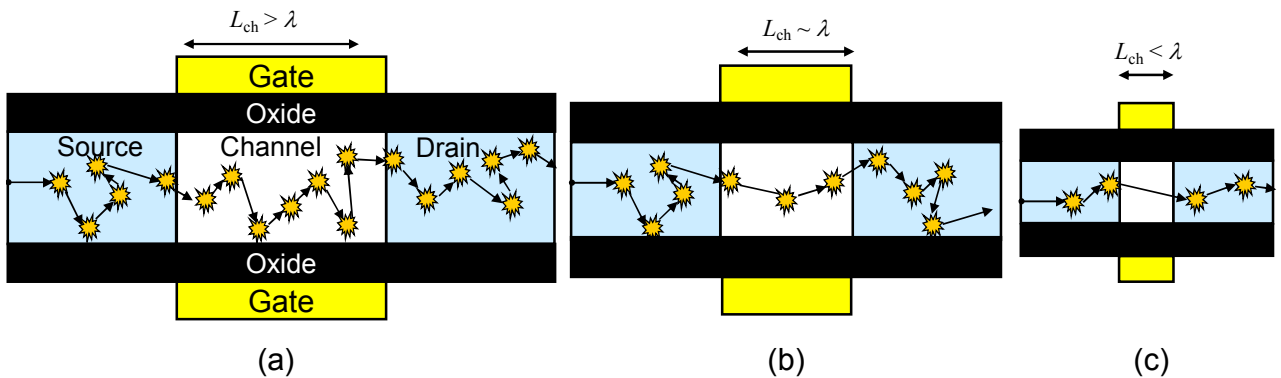 L_ch > λ
Gate
Oxide
Source Channel Drain
Oxide
Gate
(a)
L_ch ~ λ
(b)
L_ch < λ
(c)